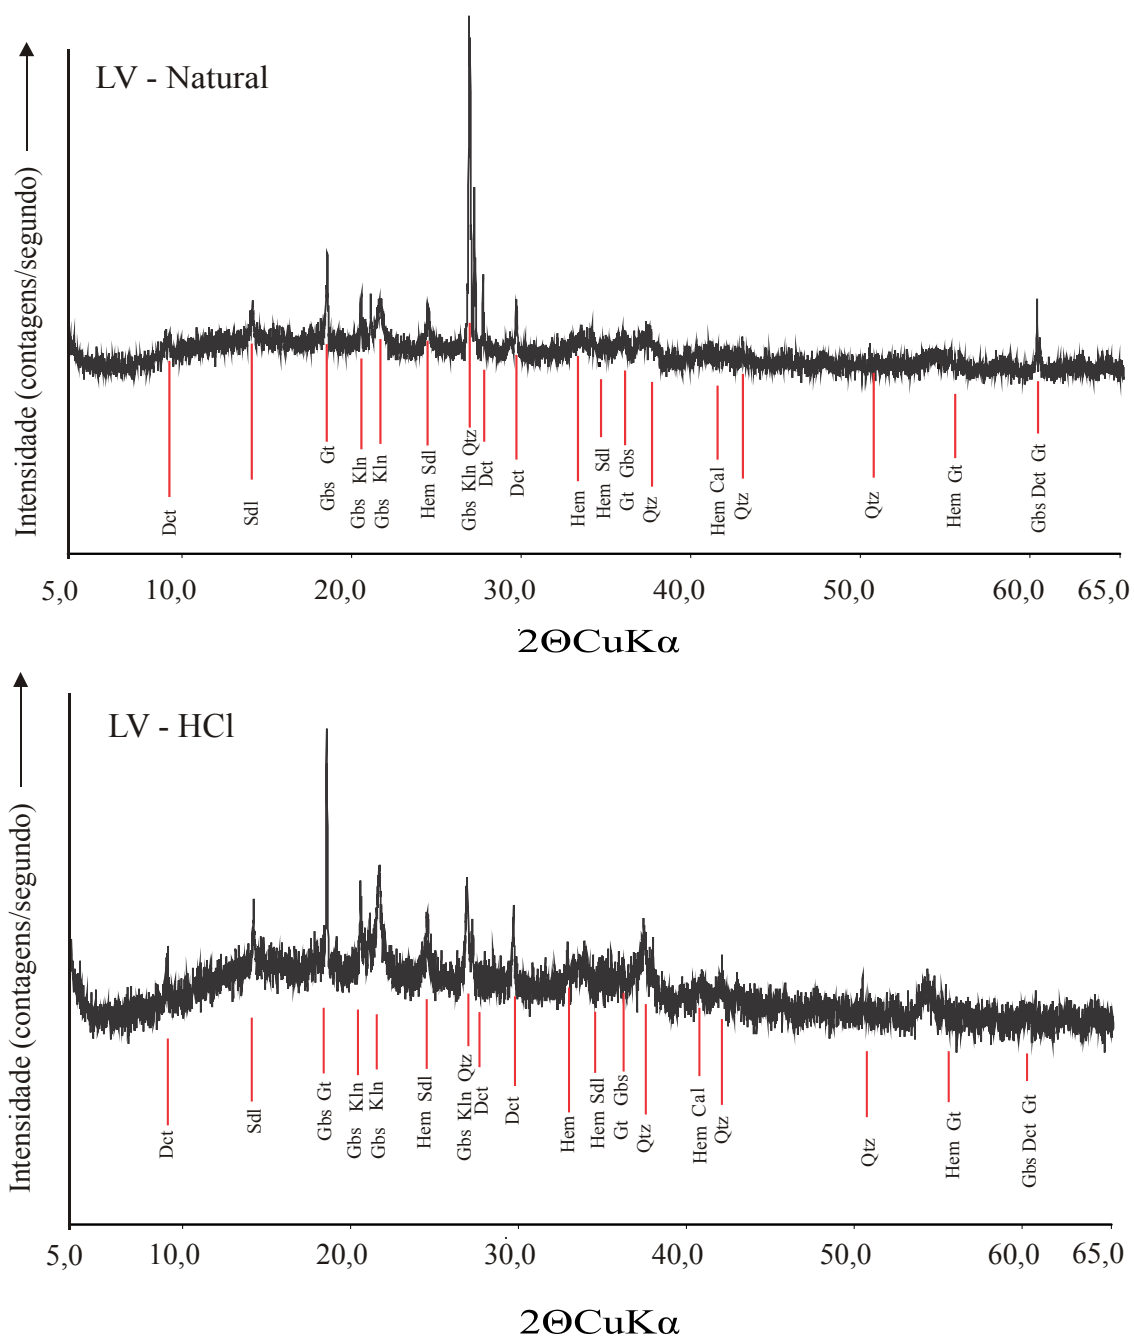 LV - Natural
Intensidade (contagens/segundo)
Dct
Sdl
Gbs Gt
Gbs Kln
Gbs Kln
Hem Sdl
Gbs Kln Qtz
Dct
Dct
Hem
Hem Sdl
Gt Gbs
Qtz
Hem Cal
Qtz
Qtz
Hem Gt
Gbs Dct Gt
5,0 10,0 20,0 30,0 40,0 50,0 60,0 65,0
2ΘCuKα
LV - HCl
Intensidade (contagens/segundo)
Dct
Sdl
Gbs Gt
Gbs Kln
Gbs Kln
Hem Sdl
Gbs Kln Qtz
Dct
Dct
Hem
Hem Sdl
Gt Gbs
Qtz
Hem Cal
Qtz
Qtz
Hem Gt
Gbs Dct Gt
5,0 10,0 20,0 30,0 40,0 50,0 60,0 65,0
2ΘCuKα